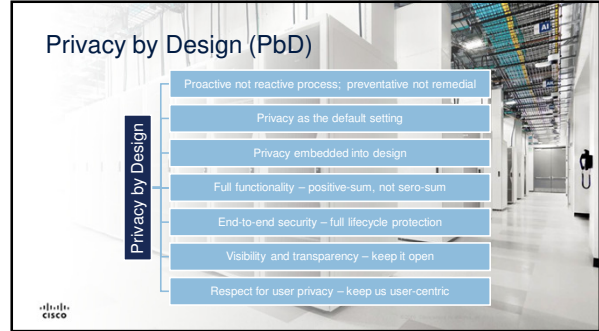 Privacy by Design (PbD)
Privacy by Design
Proactive not reactive process; preventative not remedial
Privacy as the default setting
Privacy embedded into design
Full functionality – positive-sum, not sero-sum
End-to-end security – full lifecycle protection
Visibility and transparency – keep it open
Respect for user privacy – keep us user-centric
CISCO
AI